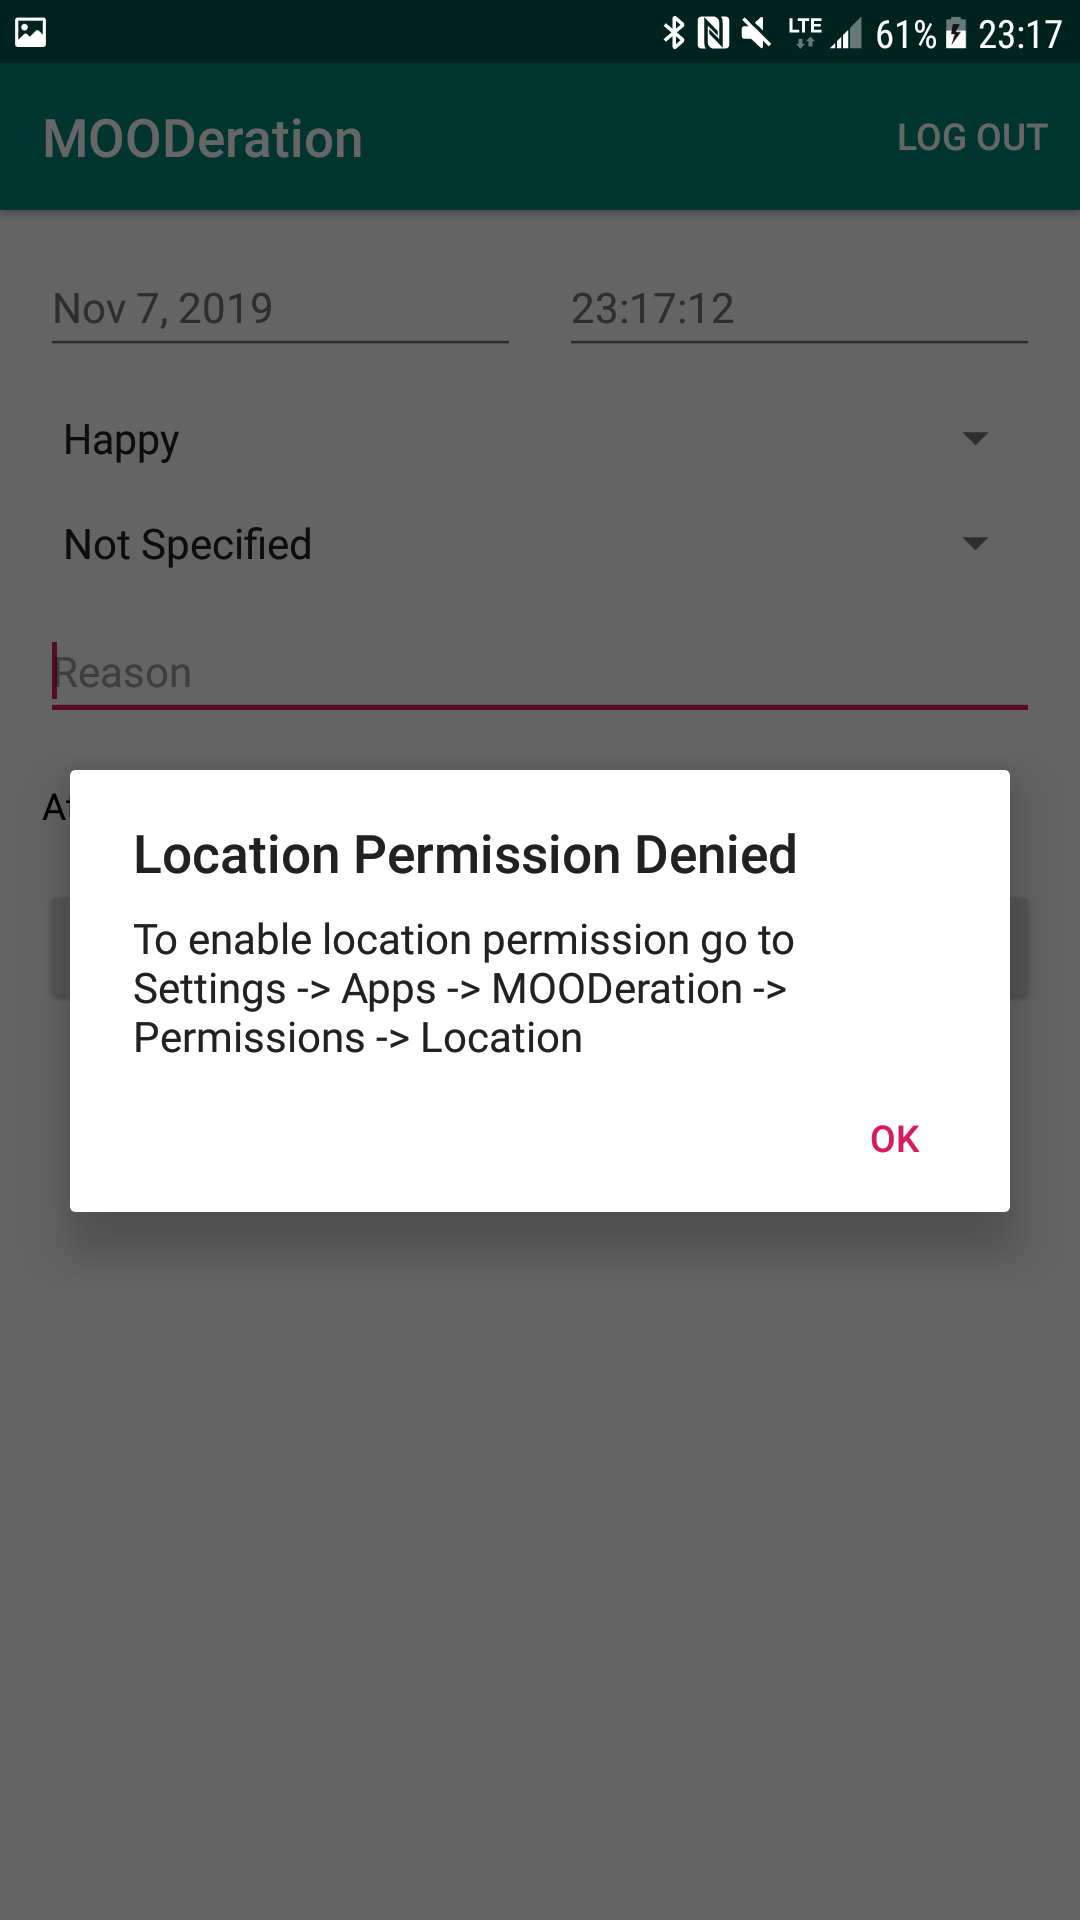 LTE 61% 23:17
MOODeration LOG OUT
Nov 7, 2019 23:17:12
Happy
Not Specified
Reason
Location Permission Denied
To enable location permission go to
Settings -> Apps -> MOODeration ->
Permissions -> Location
OK